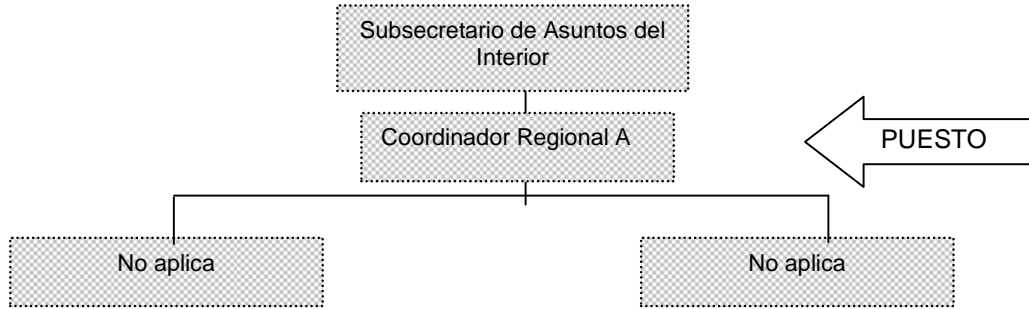 Subsecretario de Asuntos del
Interior
Coordinador Regional A
PUESTO
No aplica
No aplica